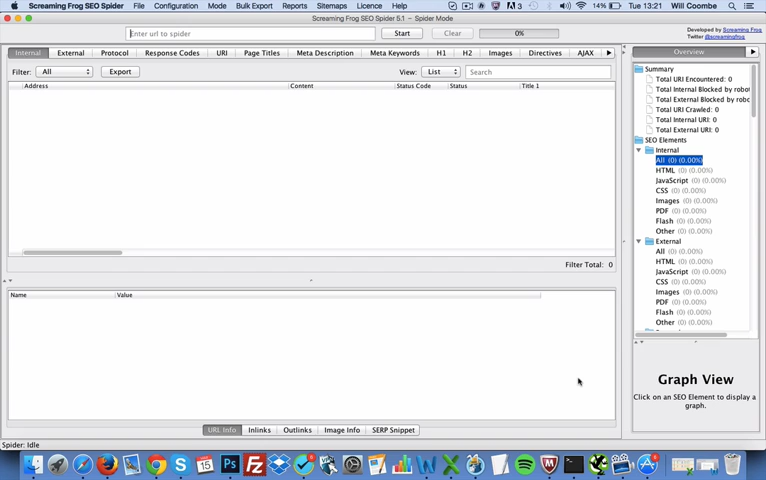 Screaming Frog SEO Spider File Configuration Mode Bulk Export Reports Sitemaps Licence Help 3 14% Tue 13:21 Will Coombe
Screaming Frog SEO Spider 5.1 – Spider Mode
Enter url to spider Start Clear 0% Developed by Screaming Frog
Twitter @screamingfrog
Internal External Protocol Response Codes URI Page Titles Meta Description Meta Keywords H1 H2 Images Directives AJAX Overview
Filter: All Export View: List Search
Address Content Status Code Status Title 1
Summary
Total URI Encountered: 0
Total Internal Blocked by robot
Total External Blocked by robo
Total URI Crawled: 0
Total Internal URI: 0
Total External URI: 0
SEO Elements
Internal
All (0) (0.00%)
HTML (0) (0.00%)
JavaScript (0) (0.00%)
CSS (0) (0.00%)
Images (0) (0.00%)
PDF (0) (0.00%)
Flash (0) (0.00%)
Other (0) (0.00%)
External
All (0) (0.00%)
HTML (0) (0.00%)
JavaScript (0) (0.00%)
CSS (0) (0.00%)
Images (0) (0.00%)
PDF (0) (0.00%)
Flash (0) (0.00%)
Other (0) (0.00%)
Filter Total: 0
Name Value
Graph View
Click on an SEO Element to display a
graph.
URL Info Inlinks Outlinks Image Info SERP Snippet
Spider: Idle